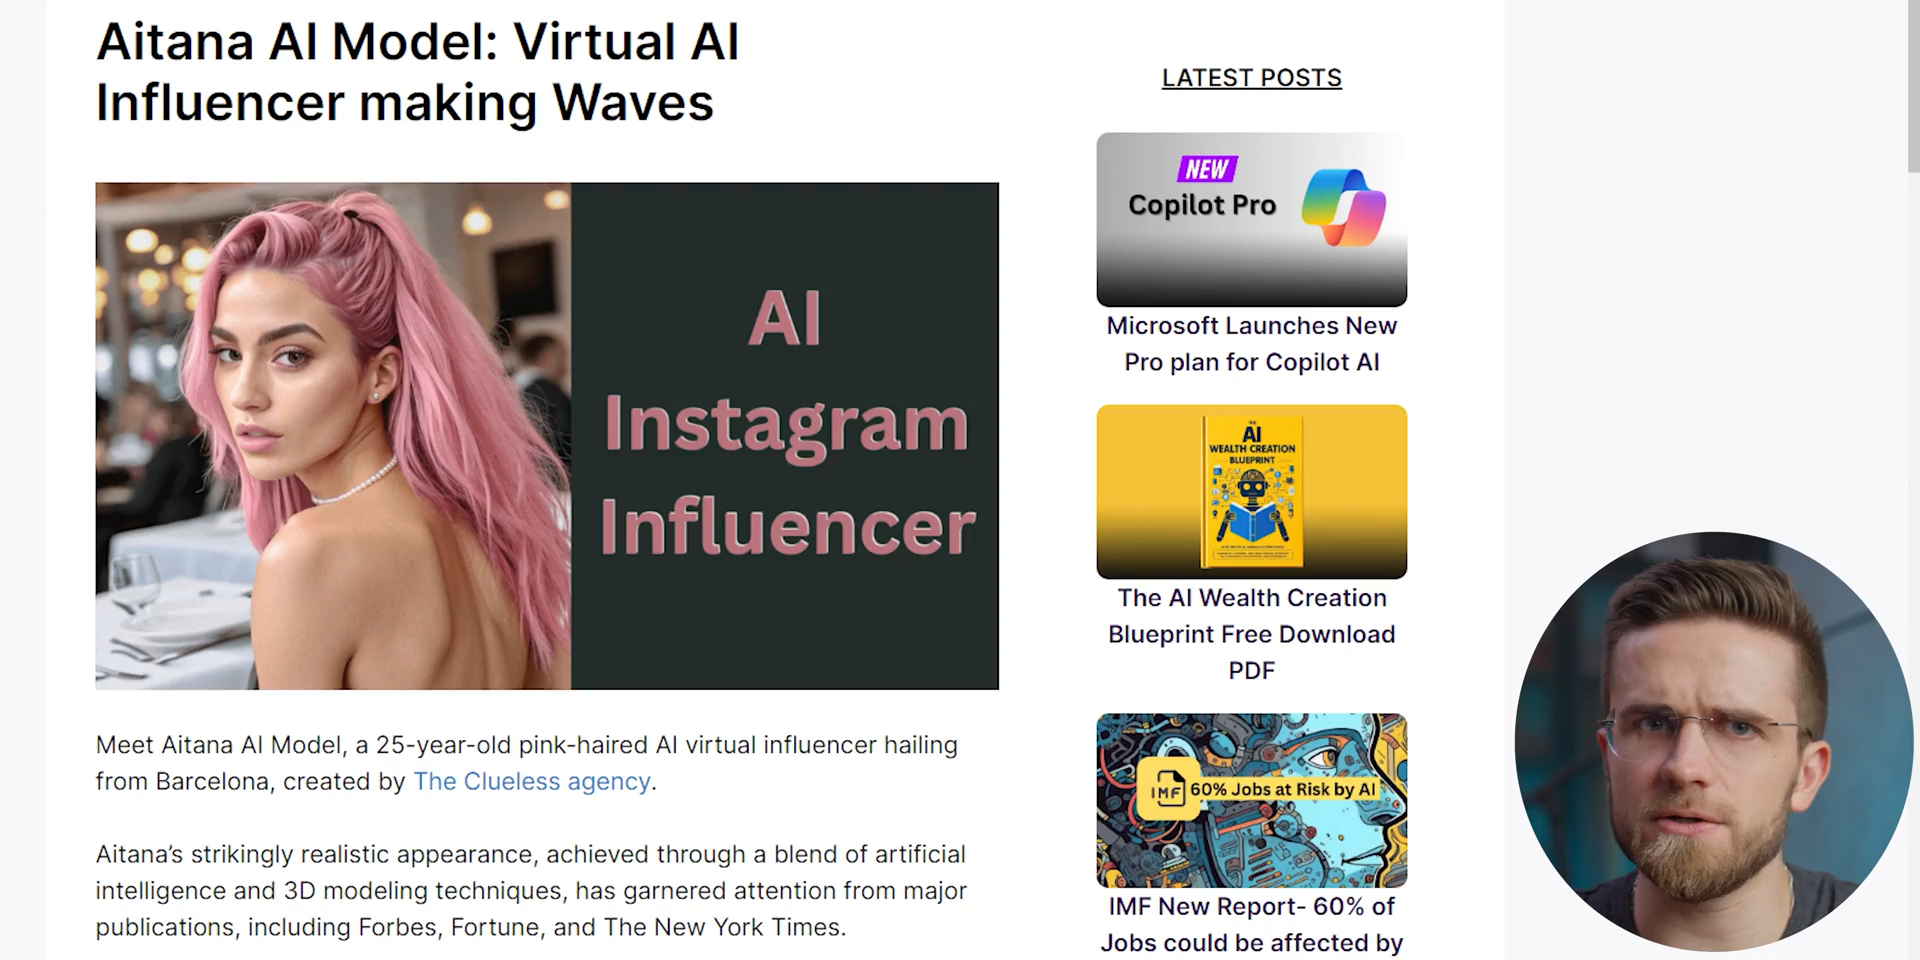 Aitana AI Model: Virtual AI
Influencer making Waves
AI
Instagram
Influencer
Meet Aitana AI Model, a 25-year-old pink-haired AI virtual influencer hailing
from Barcelona, created by The Clueless agency.
Aitana’s strikingly realistic appearance, achieved through a blend of artificial
intelligence and 3D modeling techniques, has garnered attention from major
publications, including Forbes, Fortune, and The New York Times.
LATEST POSTS
NEW
Copilot Pro
Microsoft Launches New
Pro plan for Copilot AI
THE
AI
WEALTH CREATION
BLUEPRINT
The AI Wealth Creation
Blueprint Free Download
PDF
IMF
60% Jobs at Risk by AI
IMF New Report- 60% of
Jobs could be affected by